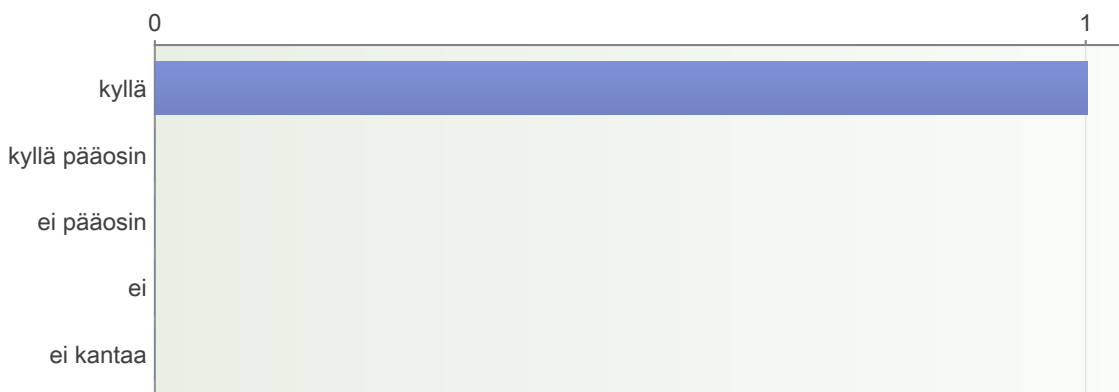 0 1
kyllä
kyllä pääosin
ei pääosin
ei
ei kantaa